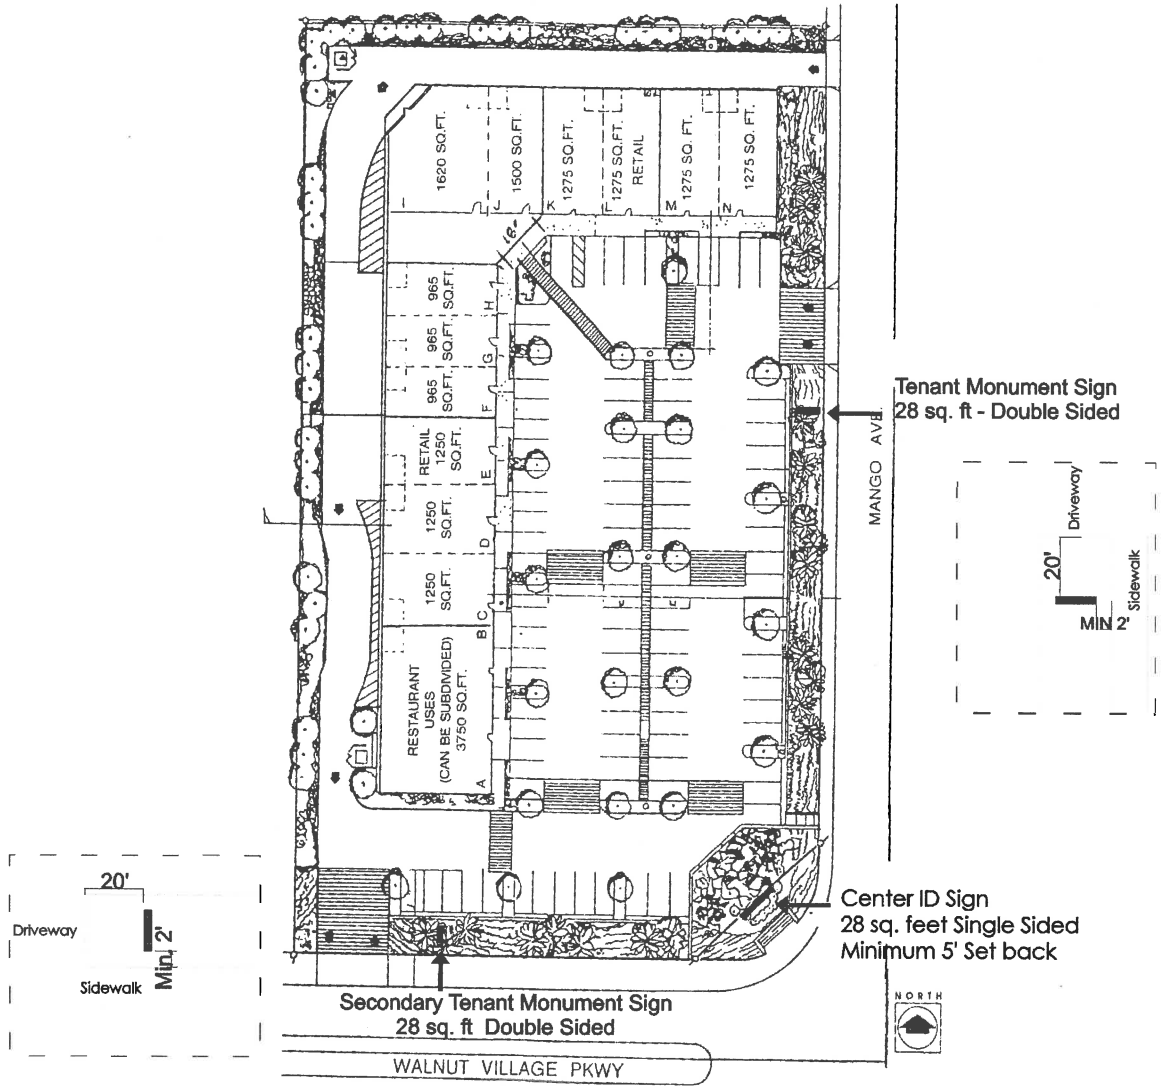 1620 SQ.FT.
1500 SQ.FT.
1275 SQ.FT.
1275 SQ.FT.
RETAIL
1275 SQ.FT.
1275 SQ.FT.
J
K
L
M
N
18'
965
SQ.FT.
H
965
SQ.FT.
G
965
SQ.FT.
F
RETAIL
1250
SQ.FT.
E
1250
SQ.FT.
D
1250
SQ.FT.
C
B
RESTAURANT
USES
(CAN BE SUBDIVIDED)
3750 SQ.FT.
A
Tenant Monument Sign
28 sq. ft - Double Sided
MANGO AVE.
Driveway
20'
Sidewalk
MIN 2'
20'
Driveway
Min. 2'
Sidewalk
Center ID Sign
28 sq. feet Single Sided
Minimum 5' Set back
Secondary Tenant Monument Sign
28 sq. ft Double Sided
NORTH
WALNUT VILLAGE PKWY